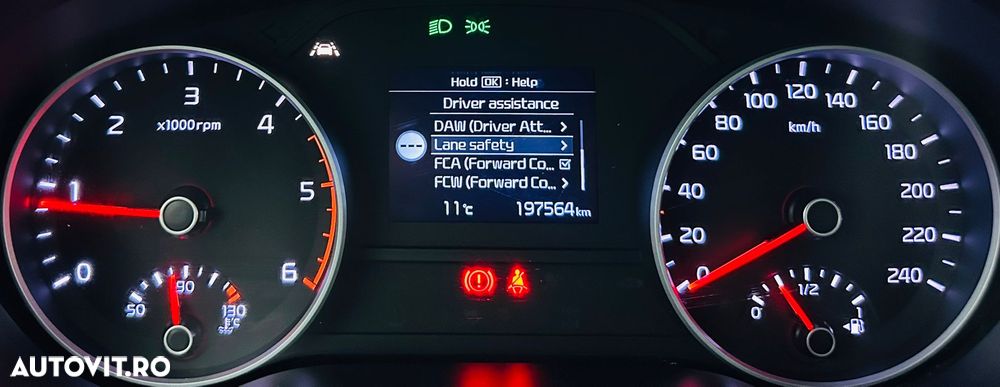 Hold OK : Help
Driver assistance
DAW (Driver Att...
Lane safety
FCA (Forward Co...
FCW (Forward Co...
11°c 197564 km
0 1 2 3 4 5 6
x1000rpm
50 90 130
°C
0 20 40 60 80 100 120 140 160 180 200 220 240
km/h
0 1/2 1
AUTOVIT.RO